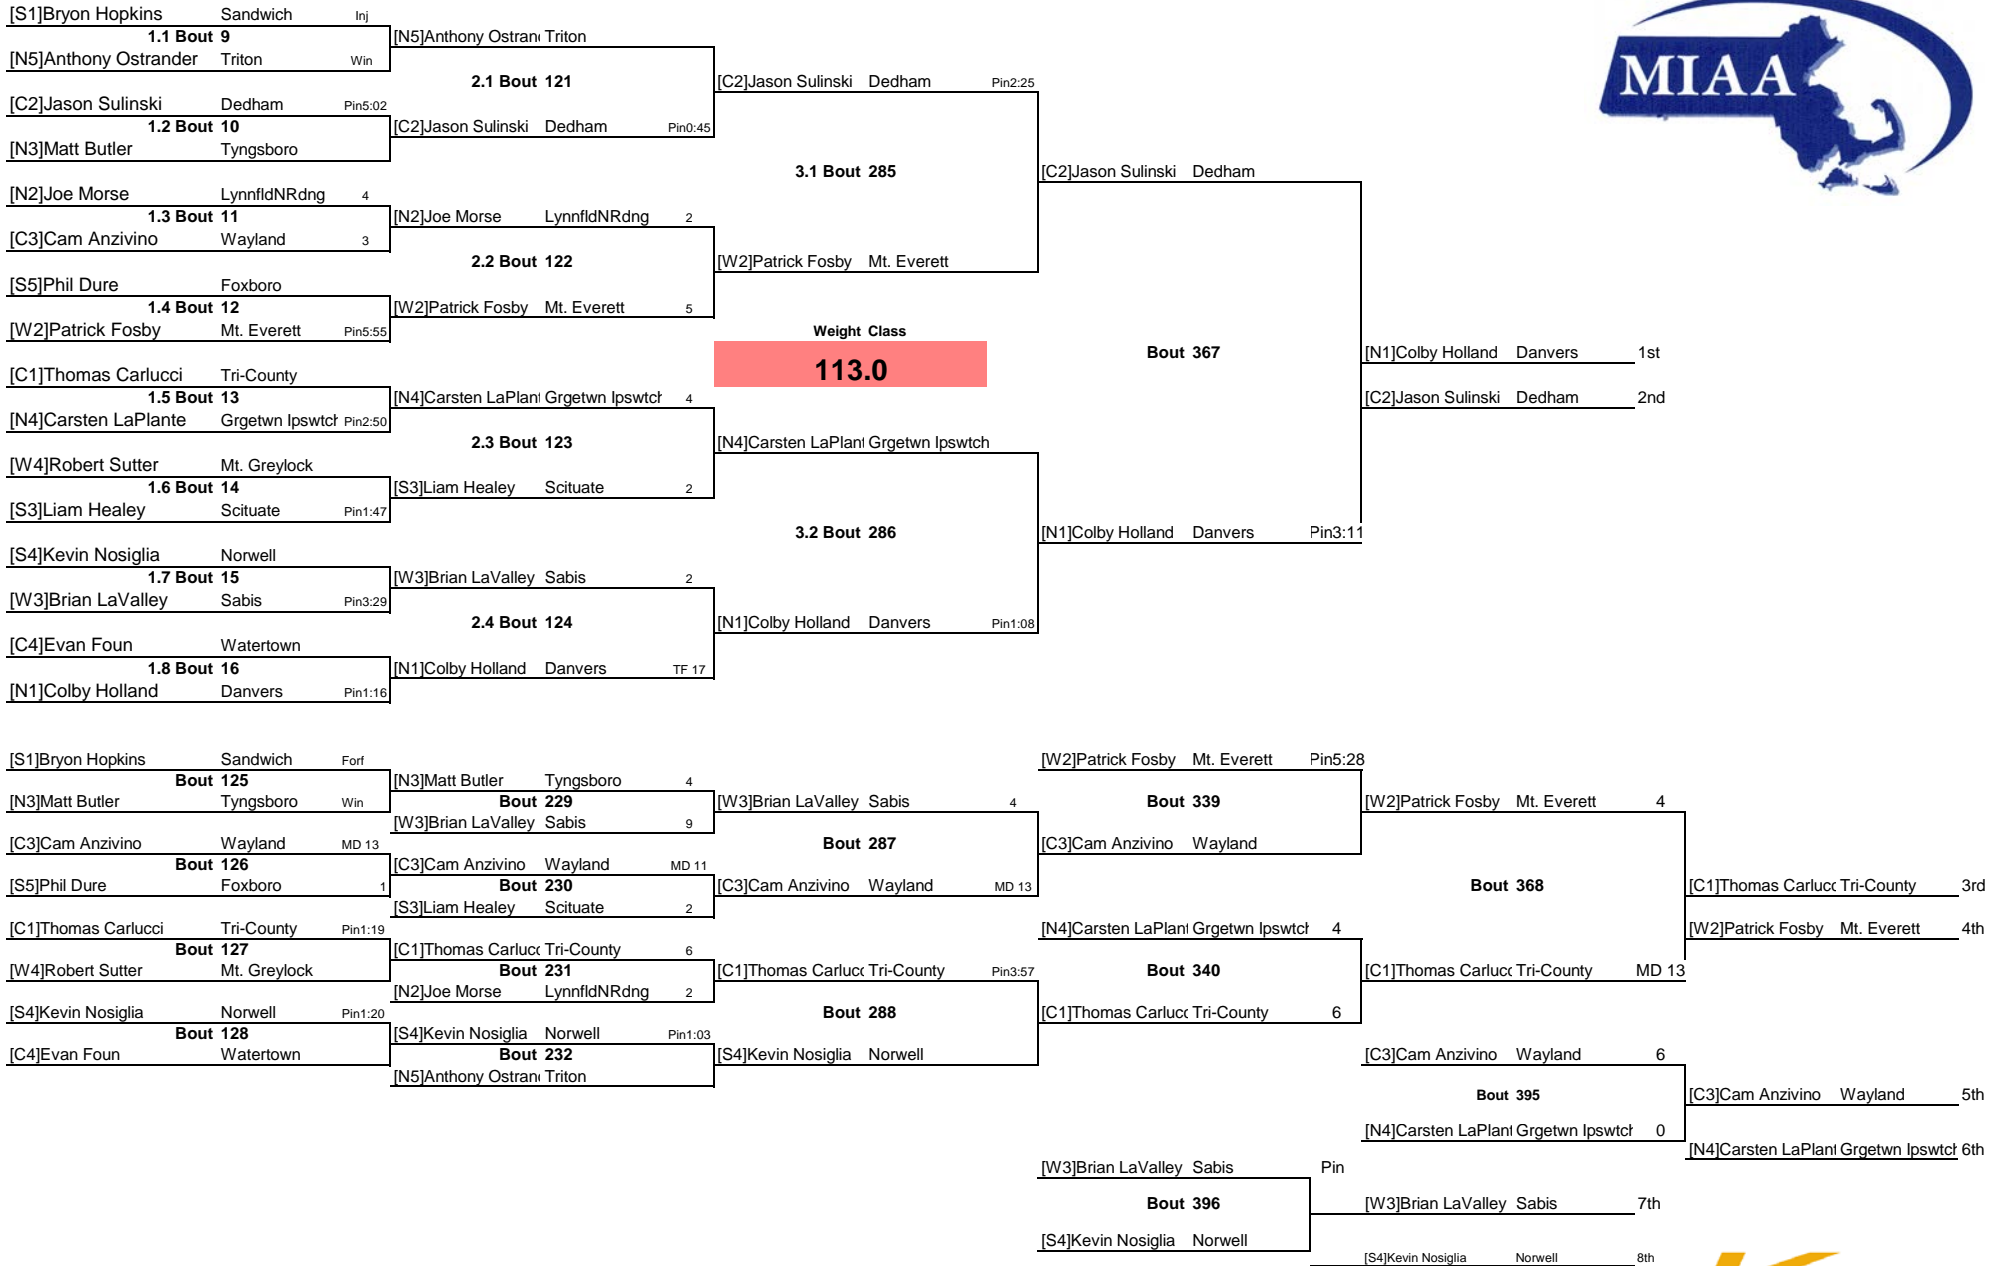 [S1]Bryon Hopkins Sandwich Inj
1.1 Bout 9
[N5]Anthony Ostrander Triton Win
[C2]Jason Sulinski Dedham Pin5:02
1.2 Bout 10
[N3]Matt Butler Tyngsboro
[N2]Joe Morse LynnfldNRdng 4
1.3 Bout 11
[C3]Cam Anzivino Wayland 3
[S5]Phil Dure Foxboro
1.4 Bout 12
[W2]Patrick Fosby Mt. Everett Pin5:55
[C1]Thomas Carlucci Tri-County
1.5 Bout 13
[N4]Carsten LaPlante Grgetwn Ipswtch Pin2:50
[W4]Robert Sutter Mt. Greylock
1.6 Bout 14
[S3]Liam Healey Scituate Pin1:47
[S4]Kevin Nosiglia Norwell
1.7 Bout 15
[W3]Brian LaValley Sabis Pin3:29
[C4]Evan Foun Watertown
1.8 Bout 16
[N1]Colby Holland Danvers Pin1:16
[N5]Anthony Ostran Triton
2.1 Bout 121
[C2]Jason Sulinski Dedham Pin0:45
[N2]Joe Morse LynnfldNRdng 2
2.2 Bout 122
[W2]Patrick Fosby Mt. Everett 5
[N4]Carsten LaPlant Grgetwn Ipswtch 4
2.3 Bout 123
[S3]Liam Healey Scituate 2
[W3]Brian LaValley Sabis 2
2.4 Bout 124
[N1]Colby Holland Danvers TF 17
[C2]Jason Sulinski Dedham Pin2:25
3.1 Bout 285
[W2]Patrick Fosby Mt. Everett
Weight Class
113.0
[N4]Carsten LaPlant Grgetwn Ipswtch
3.2 Bout 286
[N1]Colby Holland Danvers Pin1:08
[C2]Jason Sulinski Dedham
Bout 367
[N1]Colby Holland Danvers Pin3:11
[N1]Colby Holland Danvers 1st
[C2]Jason Sulinski Dedham 2nd
MIAA
[S1]Bryon Hopkins Sandwich Forf
Bout 125
[N3]Matt Butler Tyngsboro Win
[C3]Cam Anzivino Wayland MD 13
Bout 126
[S5]Phil Dure Foxboro 1
[C1]Thomas Carlucci Tri-County Pin1:19
Bout 127
[W4]Robert Sutter Mt. Greylock
[S4]Kevin Nosiglia Norwell Pin1:20
Bout 128
[C4]Evan Foun Watertown
[N3]Matt Butler Tyngsboro 4
Bout 229
[W3]Brian LaValley Sabis 9
[C3]Cam Anzivino Wayland MD 11
Bout 230
[S3]Liam Healey Scituate 2
[C1]Thomas Carlucc Tri-County 6
Bout 231
[N2]Joe Morse LynnfldNRdng 2
[S4]Kevin Nosiglia Norwell Pin1:03
Bout 232
[N5]Anthony Ostran Triton
[W3]Brian LaValley Sabis 4
Bout 287
[C3]Cam Anzivino Wayland MD 13
[C1]Thomas Carlucc Tri-County Pin3:57
Bout 288
[S4]Kevin Nosiglia Norwell
[W2]Patrick Fosby Mt. Everett Pin5:28
Bout 339
[C3]Cam Anzivino Wayland
[N4]Carsten LaPlant Grgetwn Ipswtch 4
Bout 340
[C1]Thomas Carlucc Tri-County 6
[W2]Patrick Fosby Mt. Everett 4
Bout 368
[C1]Thomas Carlucc Tri-County MD 13
[C1]Thomas Carlucc Tri-County 3rd
[W2]Patrick Fosby Mt. Everett 4th
[C3]Cam Anzivino Wayland 6
Bout 395
[N4]Carsten LaPlant Grgetwn Ipswtch 0
[C3]Cam Anzivino Wayland 5th
[N4]Carsten LaPlant Grgetwn Ipswtch 6th
[W3]Brian LaValley Sabis Pin
Bout 396
[S4]Kevin Nosiglia Norwell
[W3]Brian LaValley Sabis 7th
[S4]Kevin Nosiglia Norwell 8th